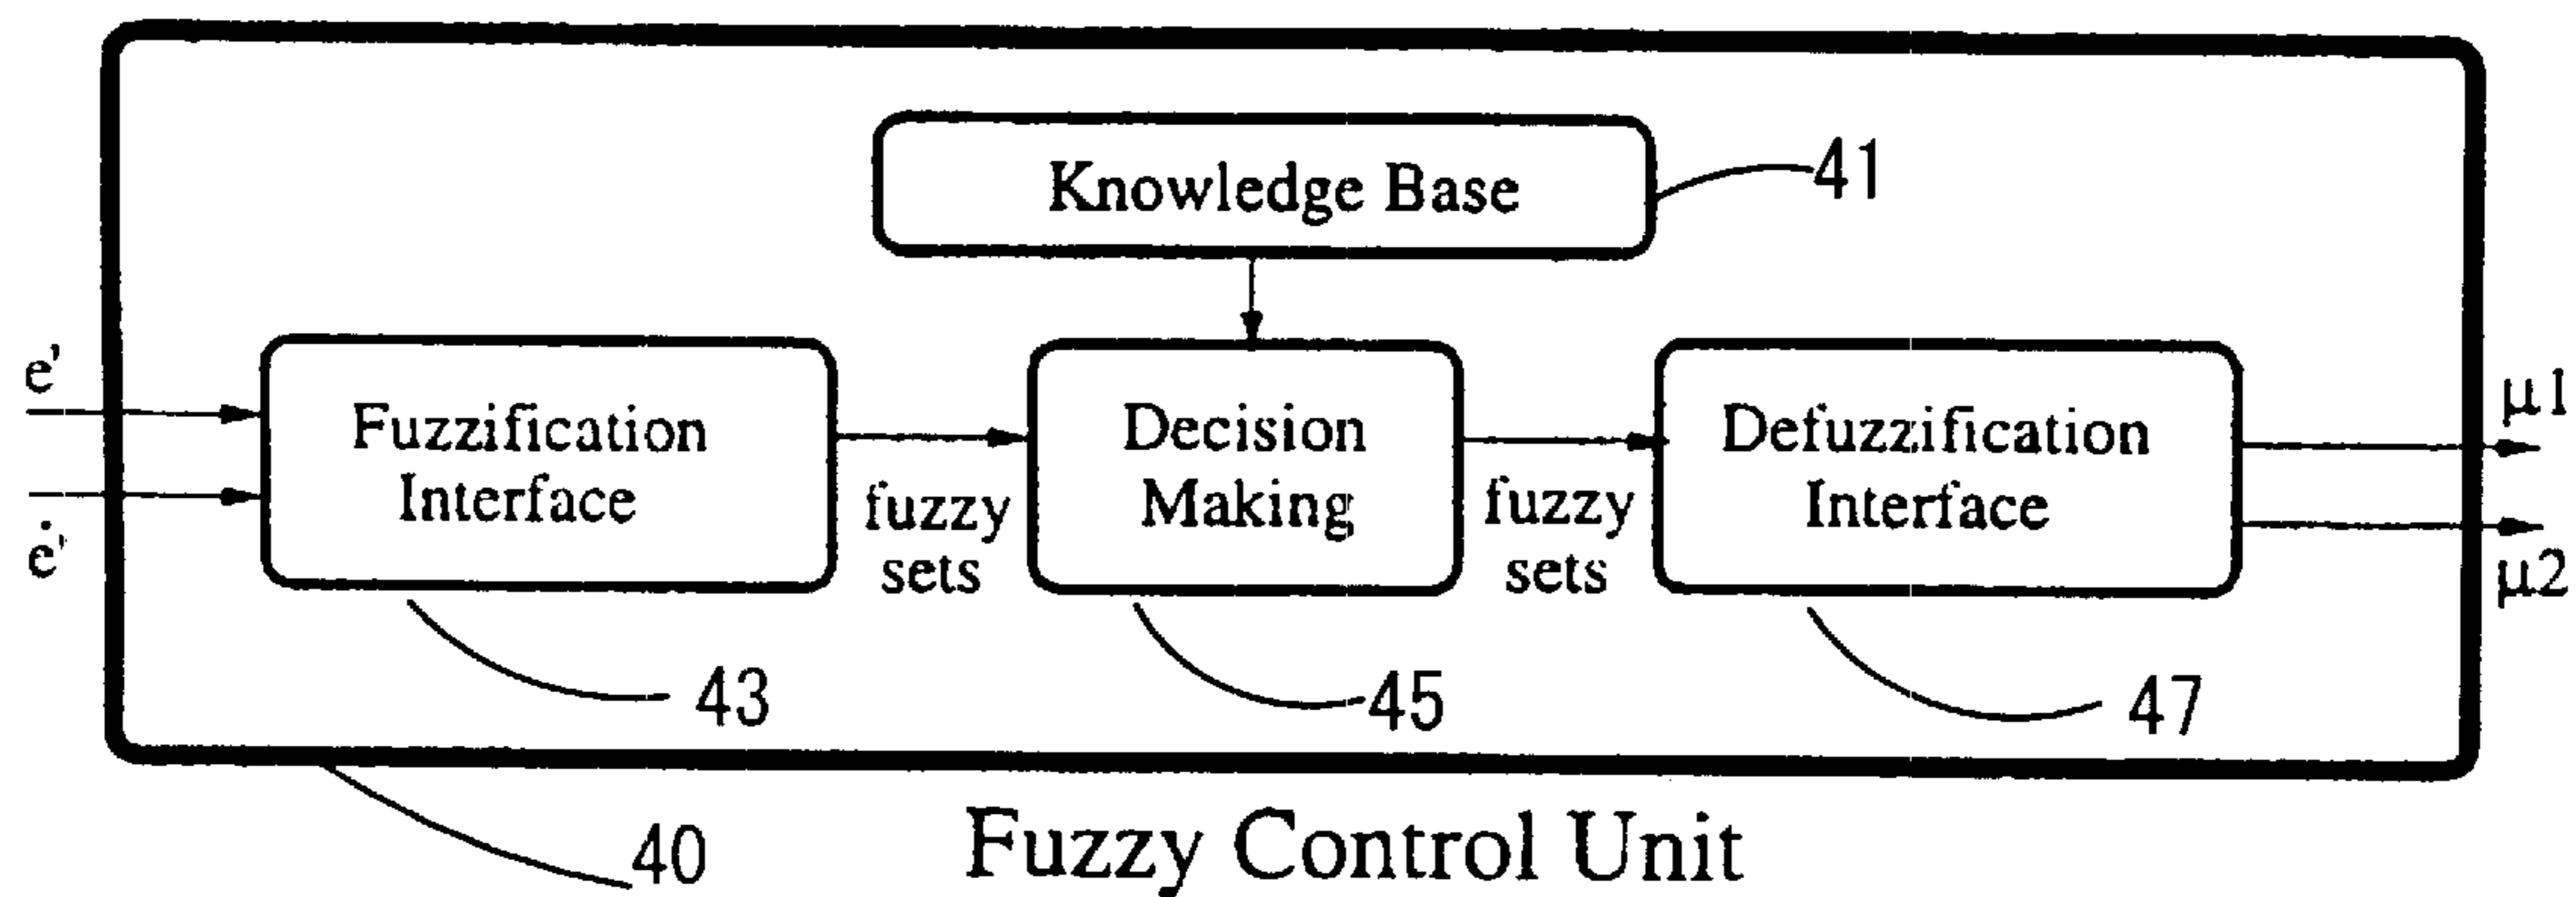 Knowledge Base
41
e'
ė'
Fuzzification
Interface
fuzzy
sets
Decision
Making
fuzzy
sets
Defuzzification
Interface
μ1
μ2
43
45
47
40
Fuzzy Control Unit